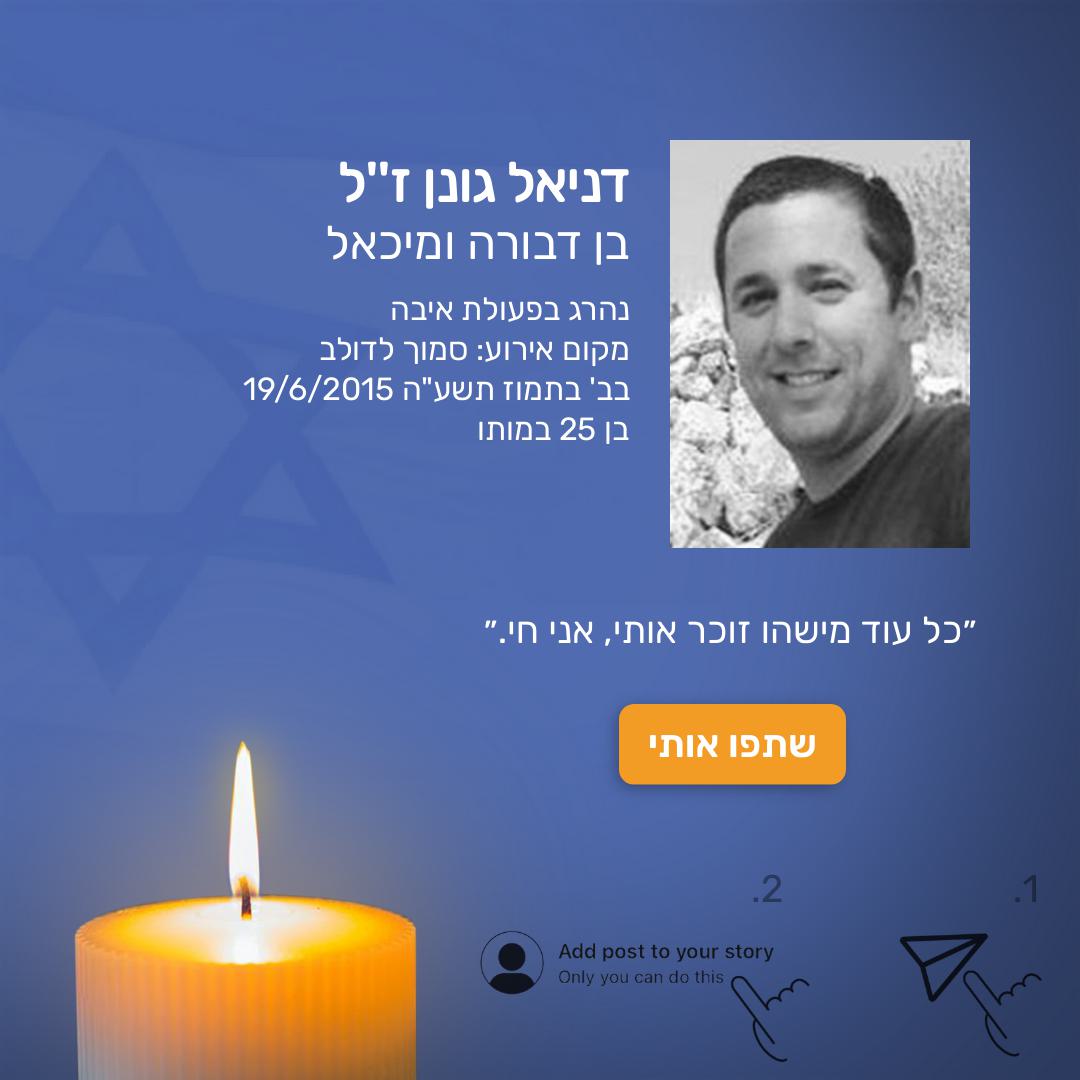 דניאל גונן ז"ל
בן דבורה ומיכאל
נהרג בפעולת איבה
מקום אירוע: סמוך לדולב
בב' בתמוז תשע"ה 19/6/2015
בן 25 במותו
״כל עוד מישהו זוכר אותי, אני חי.״
שתפו אותי
.1
.2
Add post to your story
Only you can do this